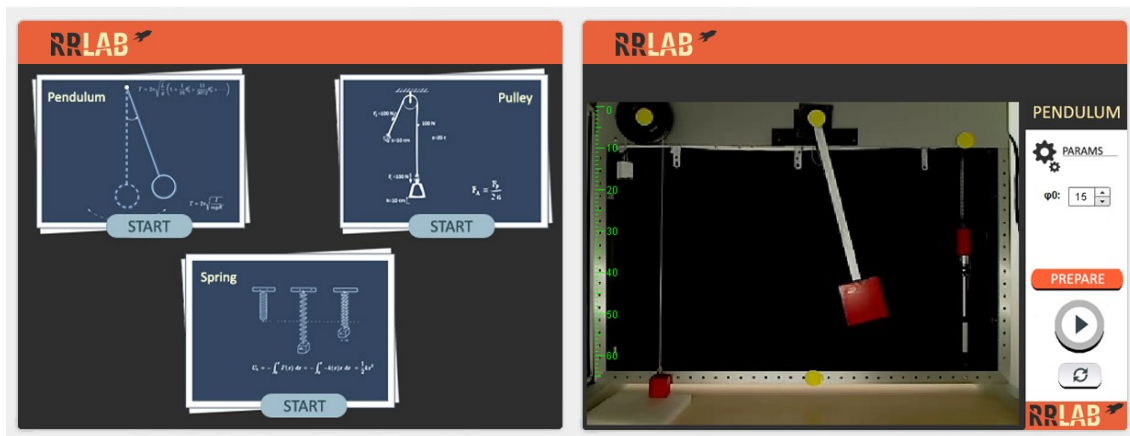 RRLAB
Pendulum
START
Pulley
100 N
START
Spring
START
RRLAB
0
10
20
30
40
50
60
PENDULUM
PARAMS
φ0: 15
PREPARE
RRLAB